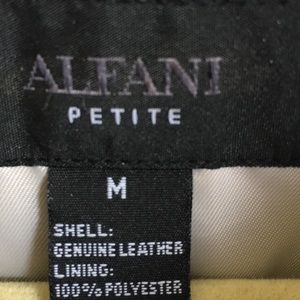 ALFANI
PETITE
M
SHELL:
GENUINE LEATHER
LINING:
100% POLYESTER